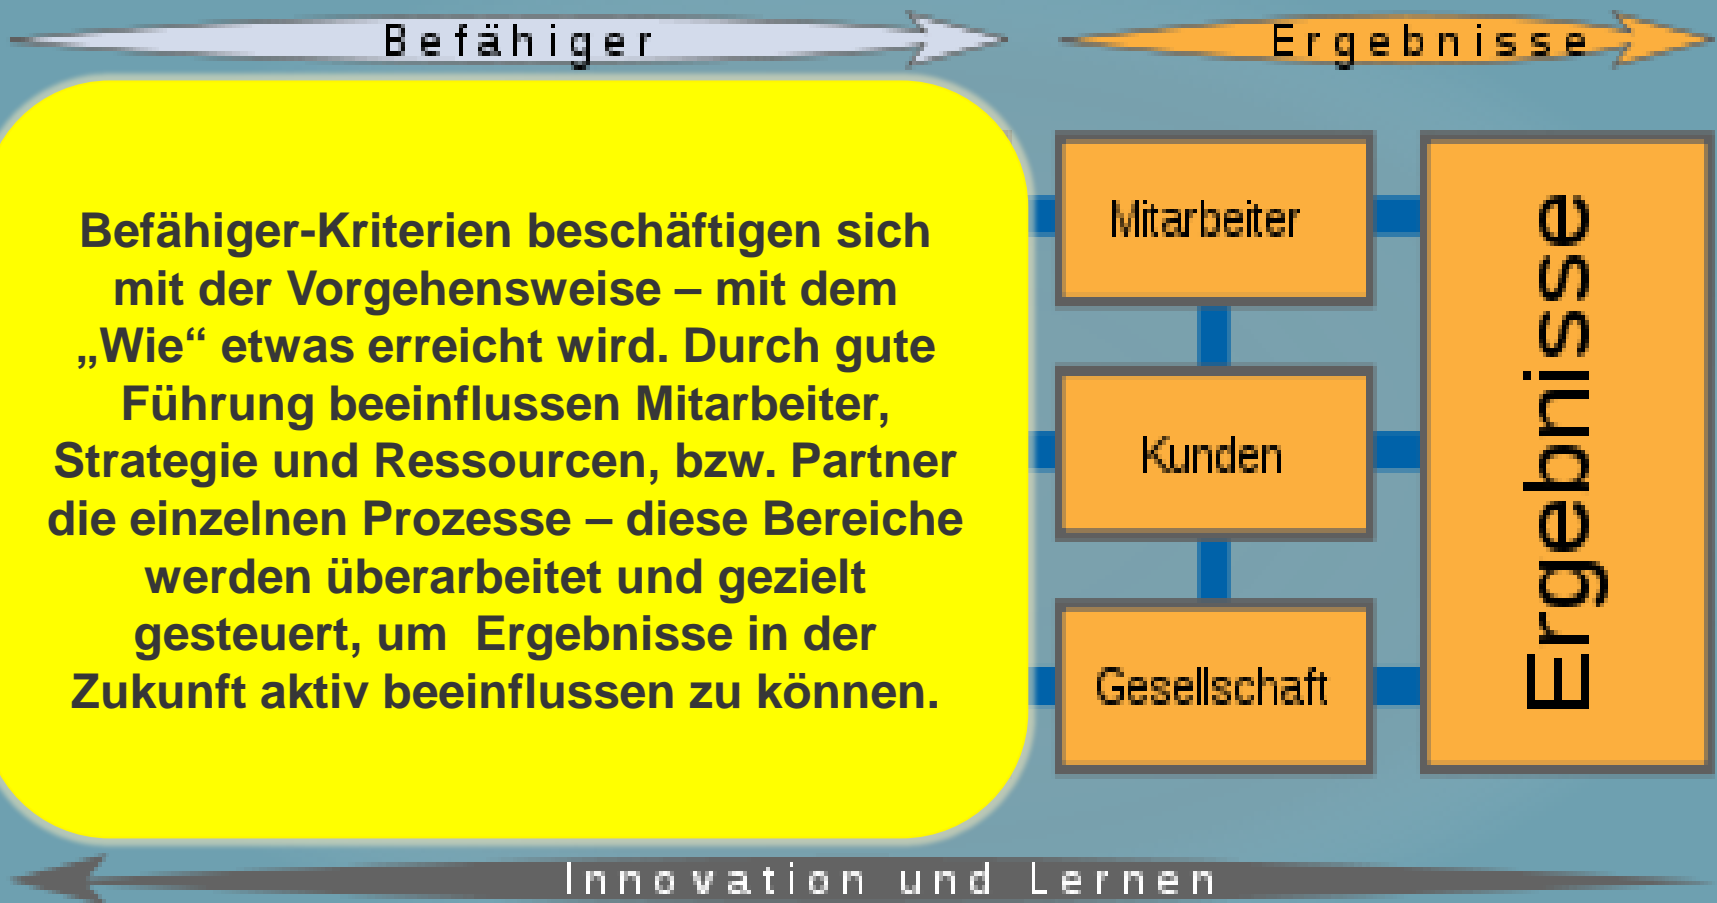 Befähiger
Ergebnisse
Befähiger-Kriterien beschäftigen sich
mit der Vorgehensweise – mit dem
„Wie“ etwas erreicht wird. Durch gute
Führung beeinflussen Mitarbeiter,
Strategie und Ressourcen, bzw. Partner
die einzelnen Prozesse – diese Bereiche
werden überarbeitet und gezielt
gesteuert, um  Ergebnisse in der
Zukunft aktiv beeinflussen zu können.
Mitarbeiter
Kunden
Gesellschaft
Ergebnisse
Innovation und Lernen